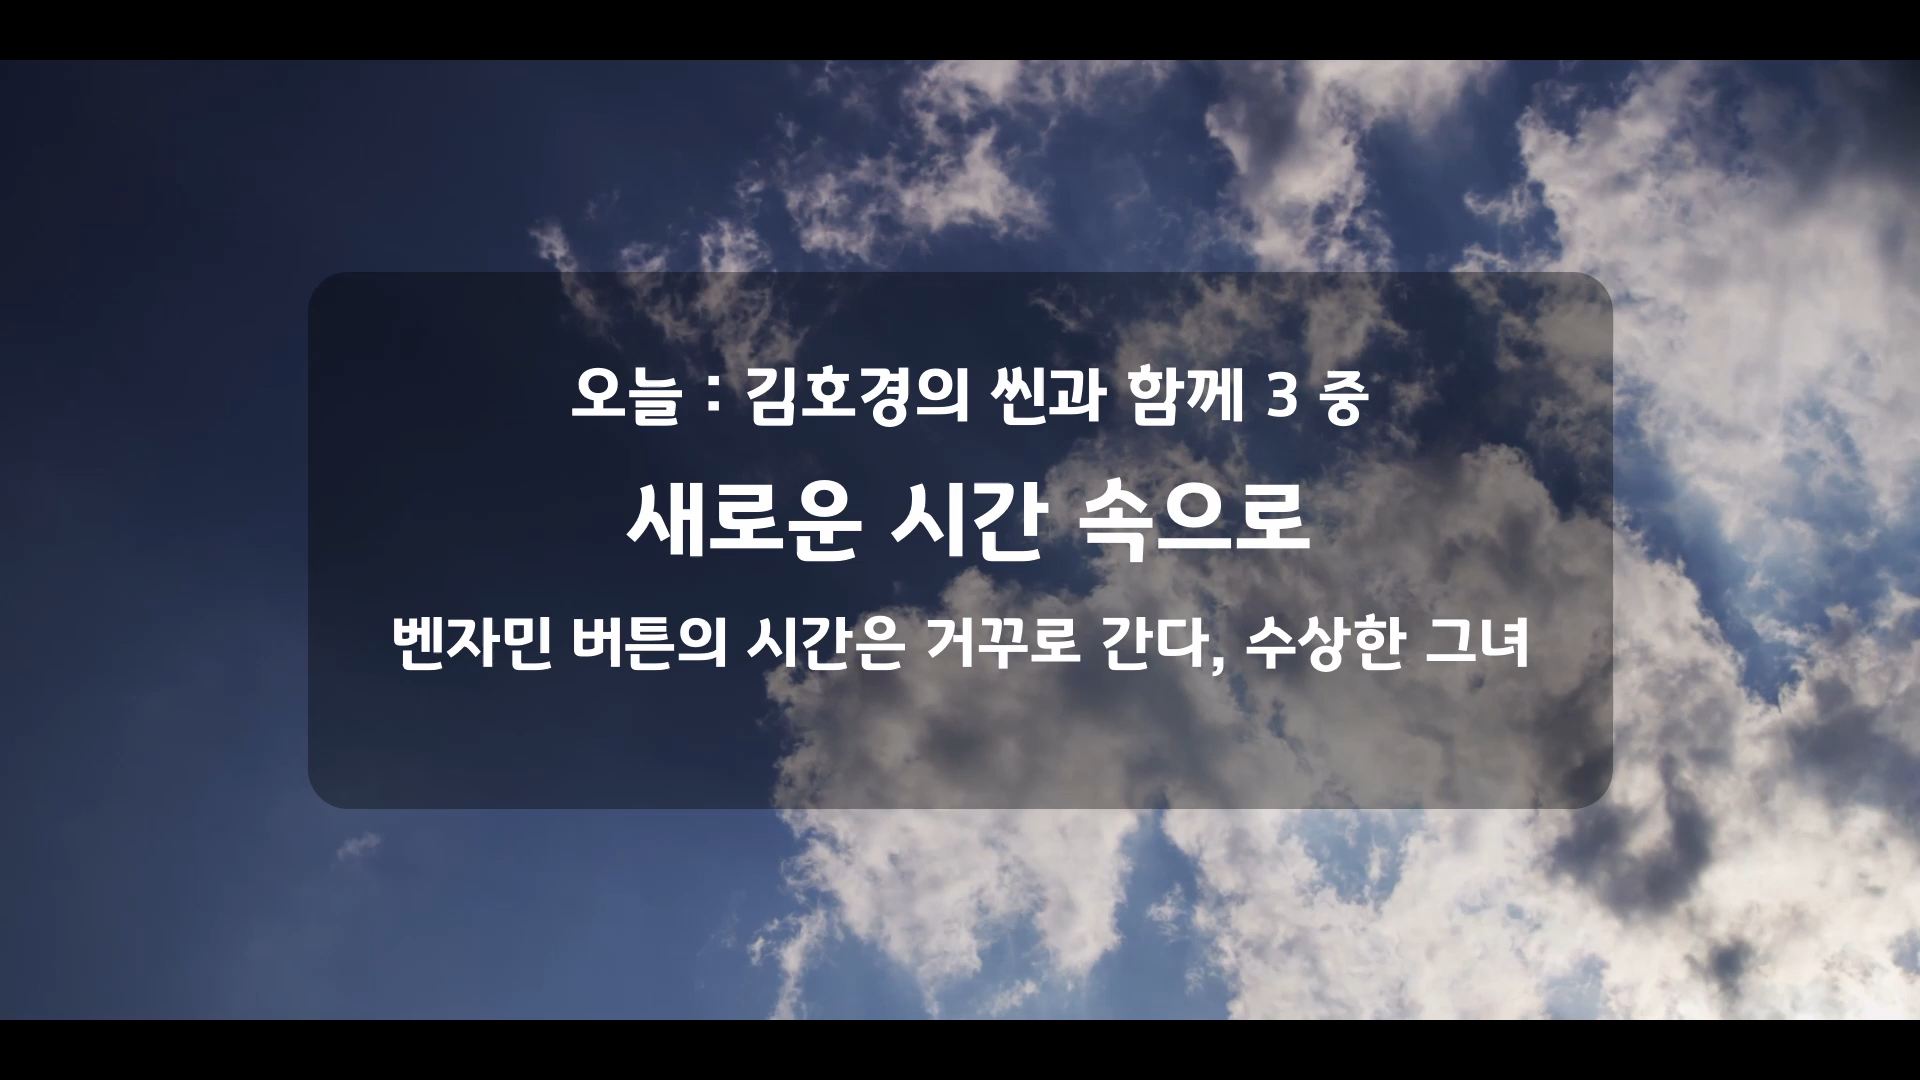 오늘 : 김호경의 씬과 함께 3 중
새로운 시간 속으로
벤자민 버튼의 시간은 거꾸로 간다, 수상한 그녀